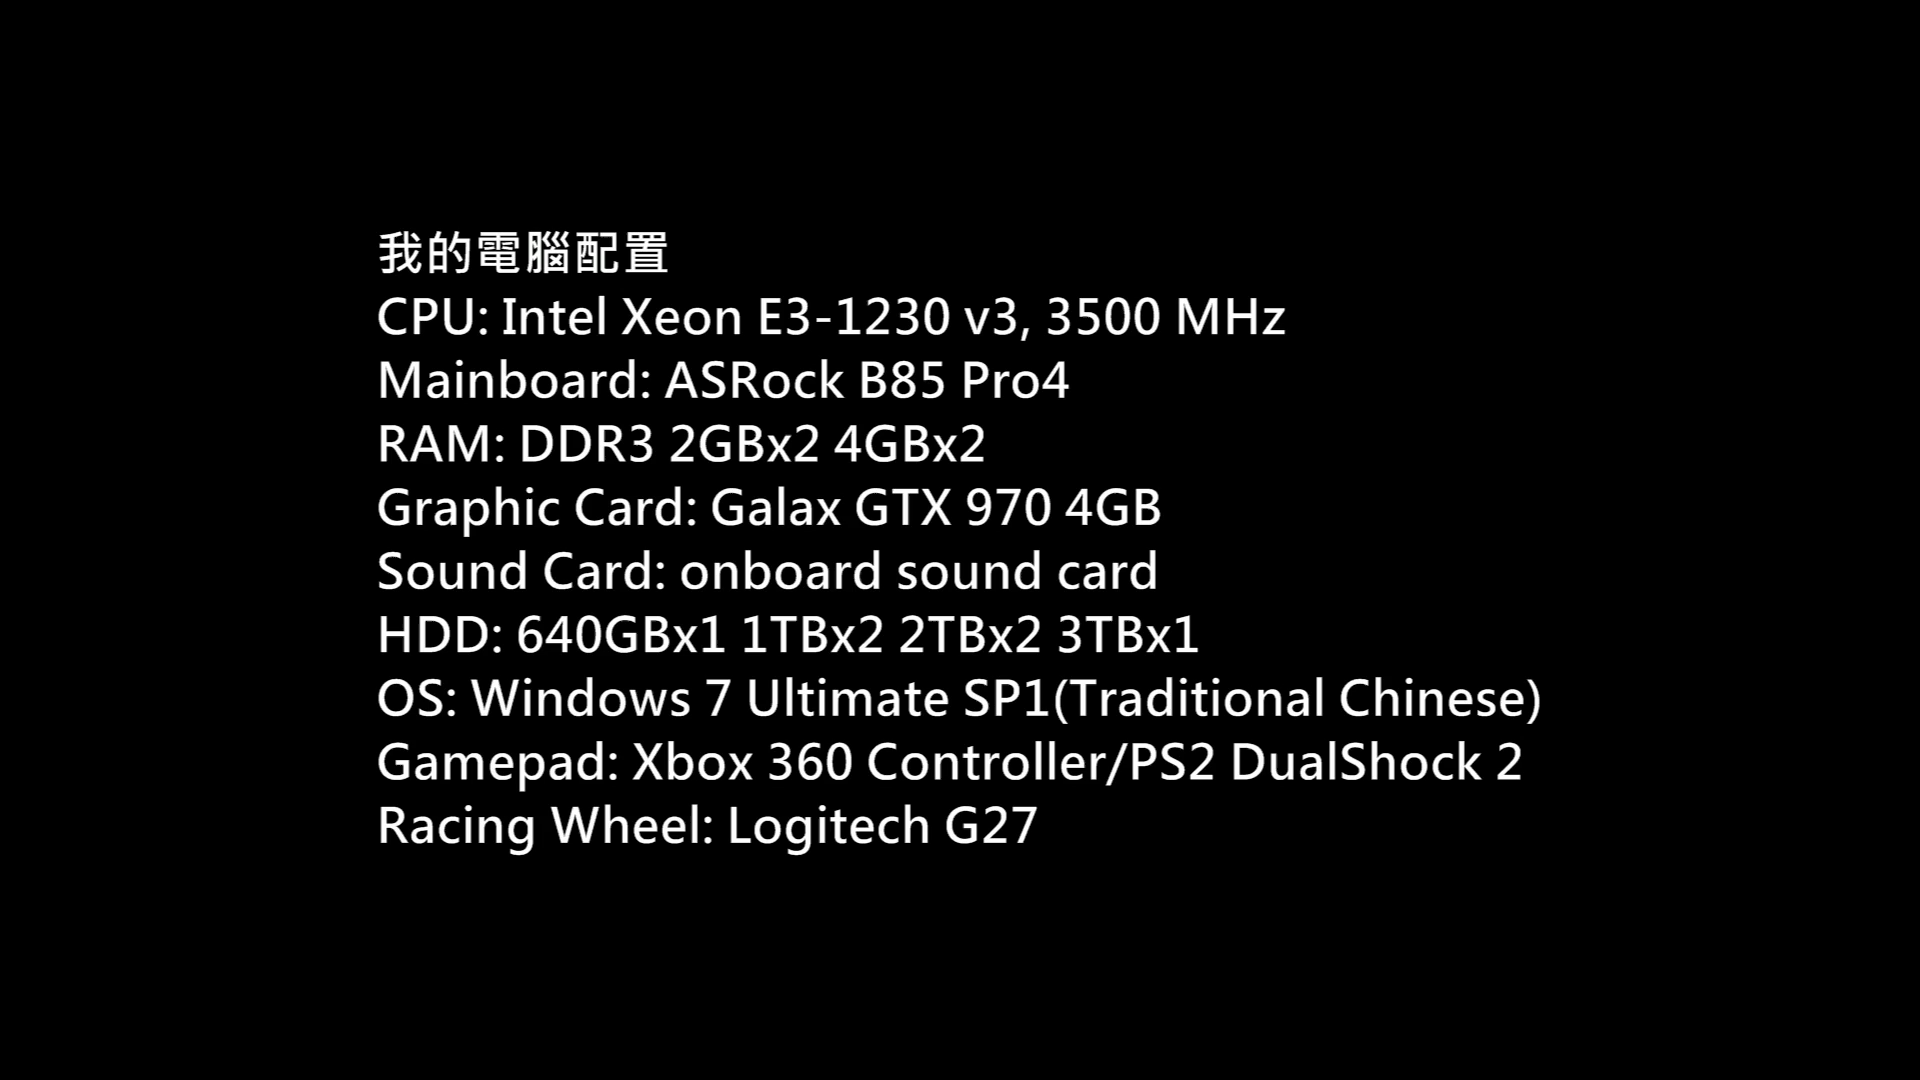 我的電腦配置
CPU: Intel Xeon E3-1230 v3, 3500 MHz
Mainboard: ASRock B85 Pro4
RAM: DDR3 2GBx2 4GBx2
Graphic Card: Galax GTX 970 4GB
Sound Card: onboard sound card
HDD: 640GBx1 1TBx2 2TBx2 3TBx1
OS: Windows 7 Ultimate SP1(Traditional Chinese)
Gamepad: Xbox 360 Controller/PS2 DualShock 2
Racing Wheel: Logitech G27